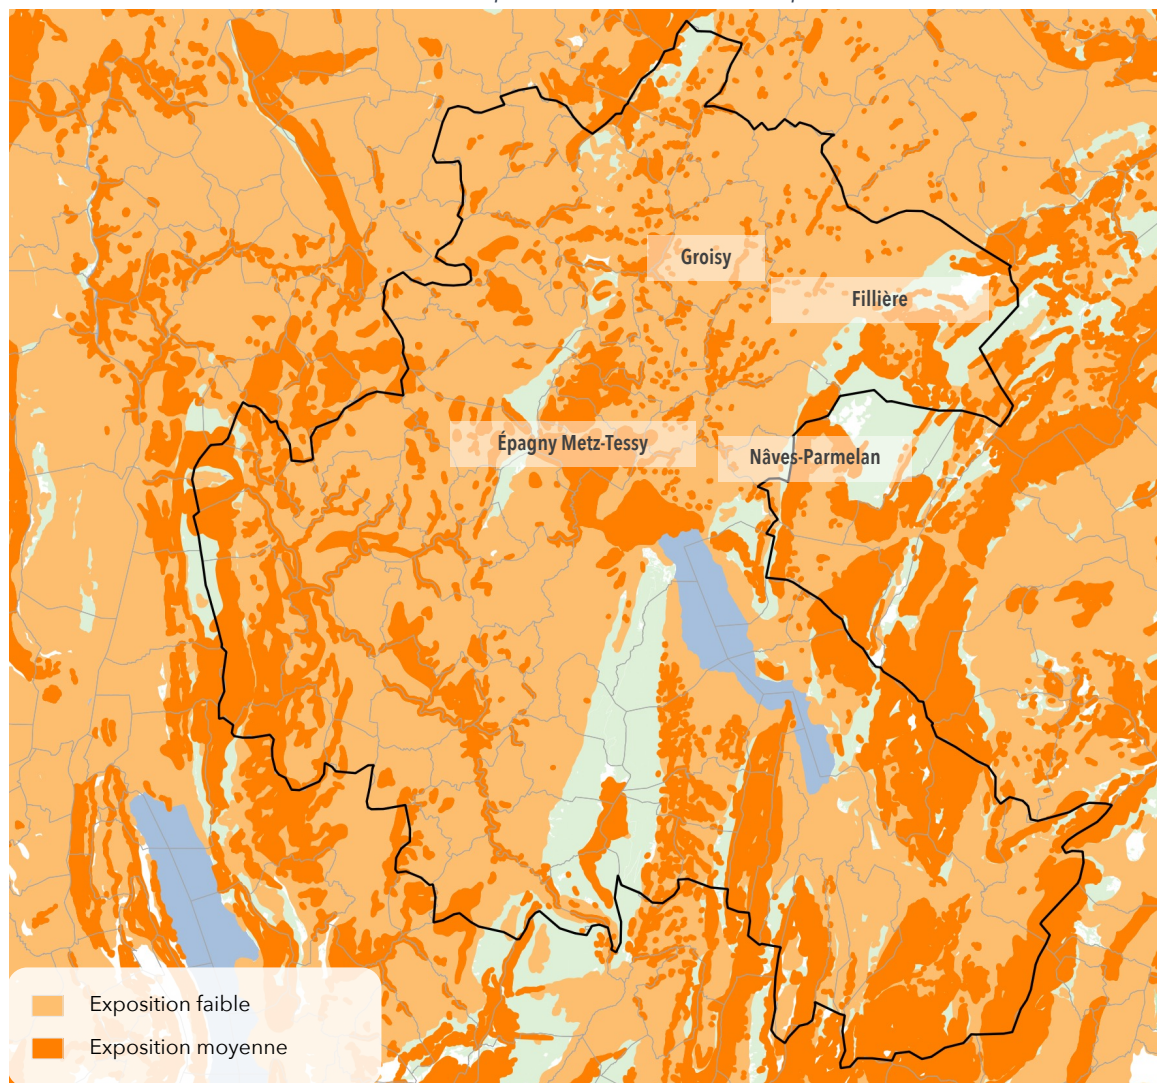 Groisy
Fillière
Épagny Metz-Tessy
Nâves-Parmelan
Exposition faible
Exposition moyenne